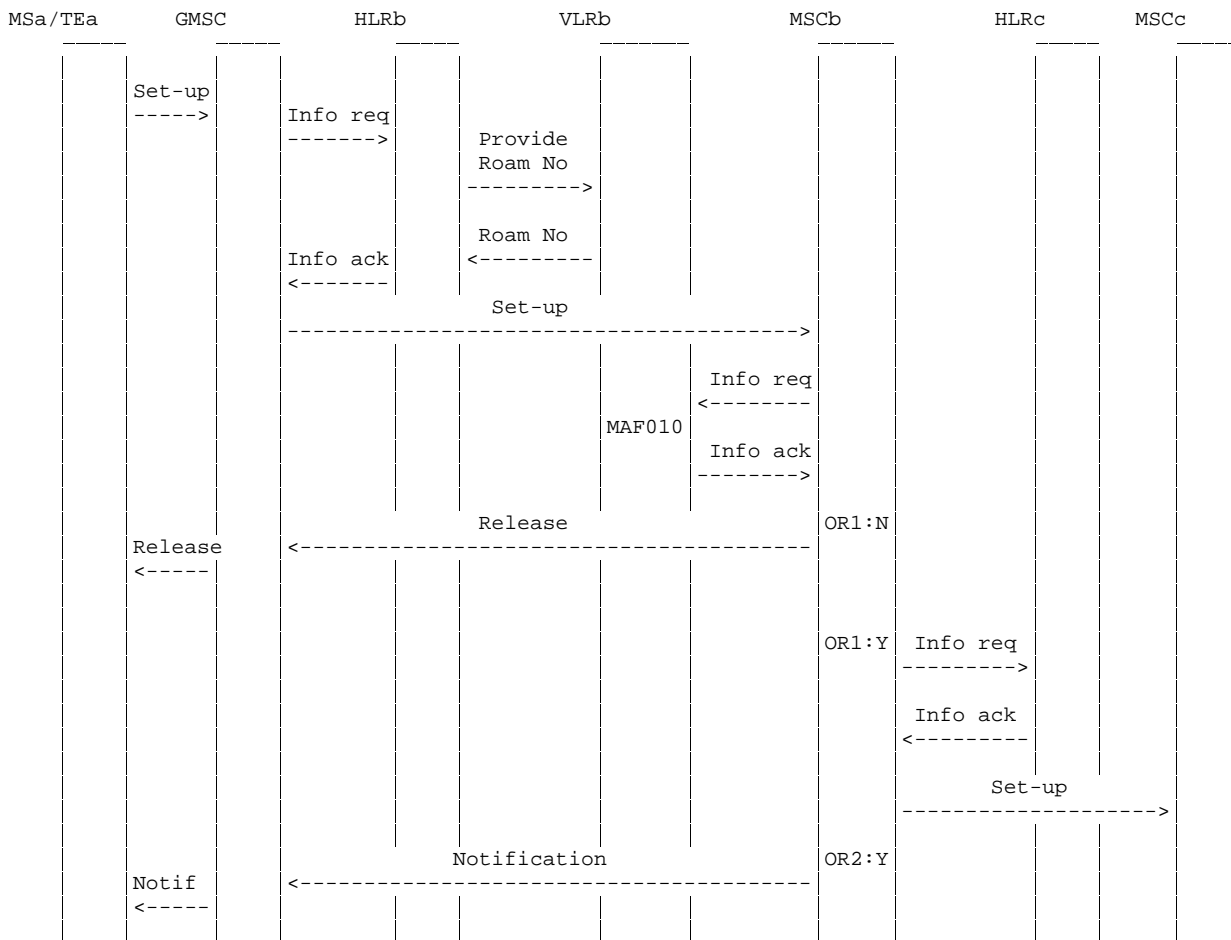 MSa/TEa GMSC HLRb VLRb MSCb HLRc MSCc
Set-up
-----> Info req
-------> Provide
Roam No
--------->
Roam No
Info ack <---------
<-------
Set-up
---------------------------------------->
Info req
<--------
MAF010
Info ack
-------->
Release OR1:N
Release <----------------------------------------
<-----
OR1:Y Info req
--------->
Info ack
<---------
Set-up
-------------------->
Notification OR2:Y
Notif <----------------------------------------
<-----